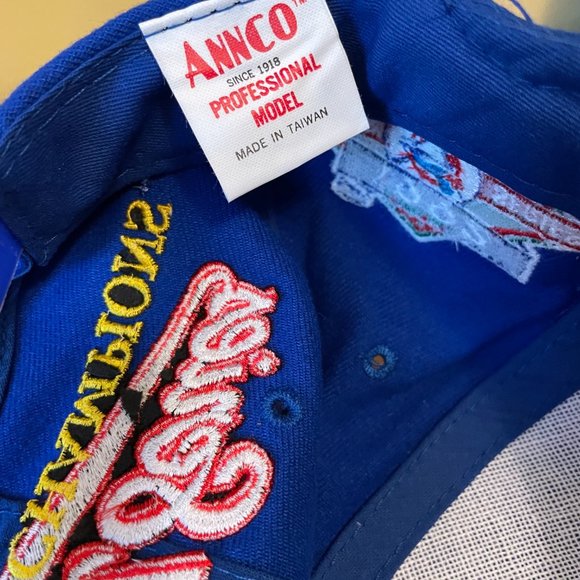 ANNCO™
SINCE 1918
PROFESSIONAL
MODEL
MADE IN TAIWAN
CHAMPIONS